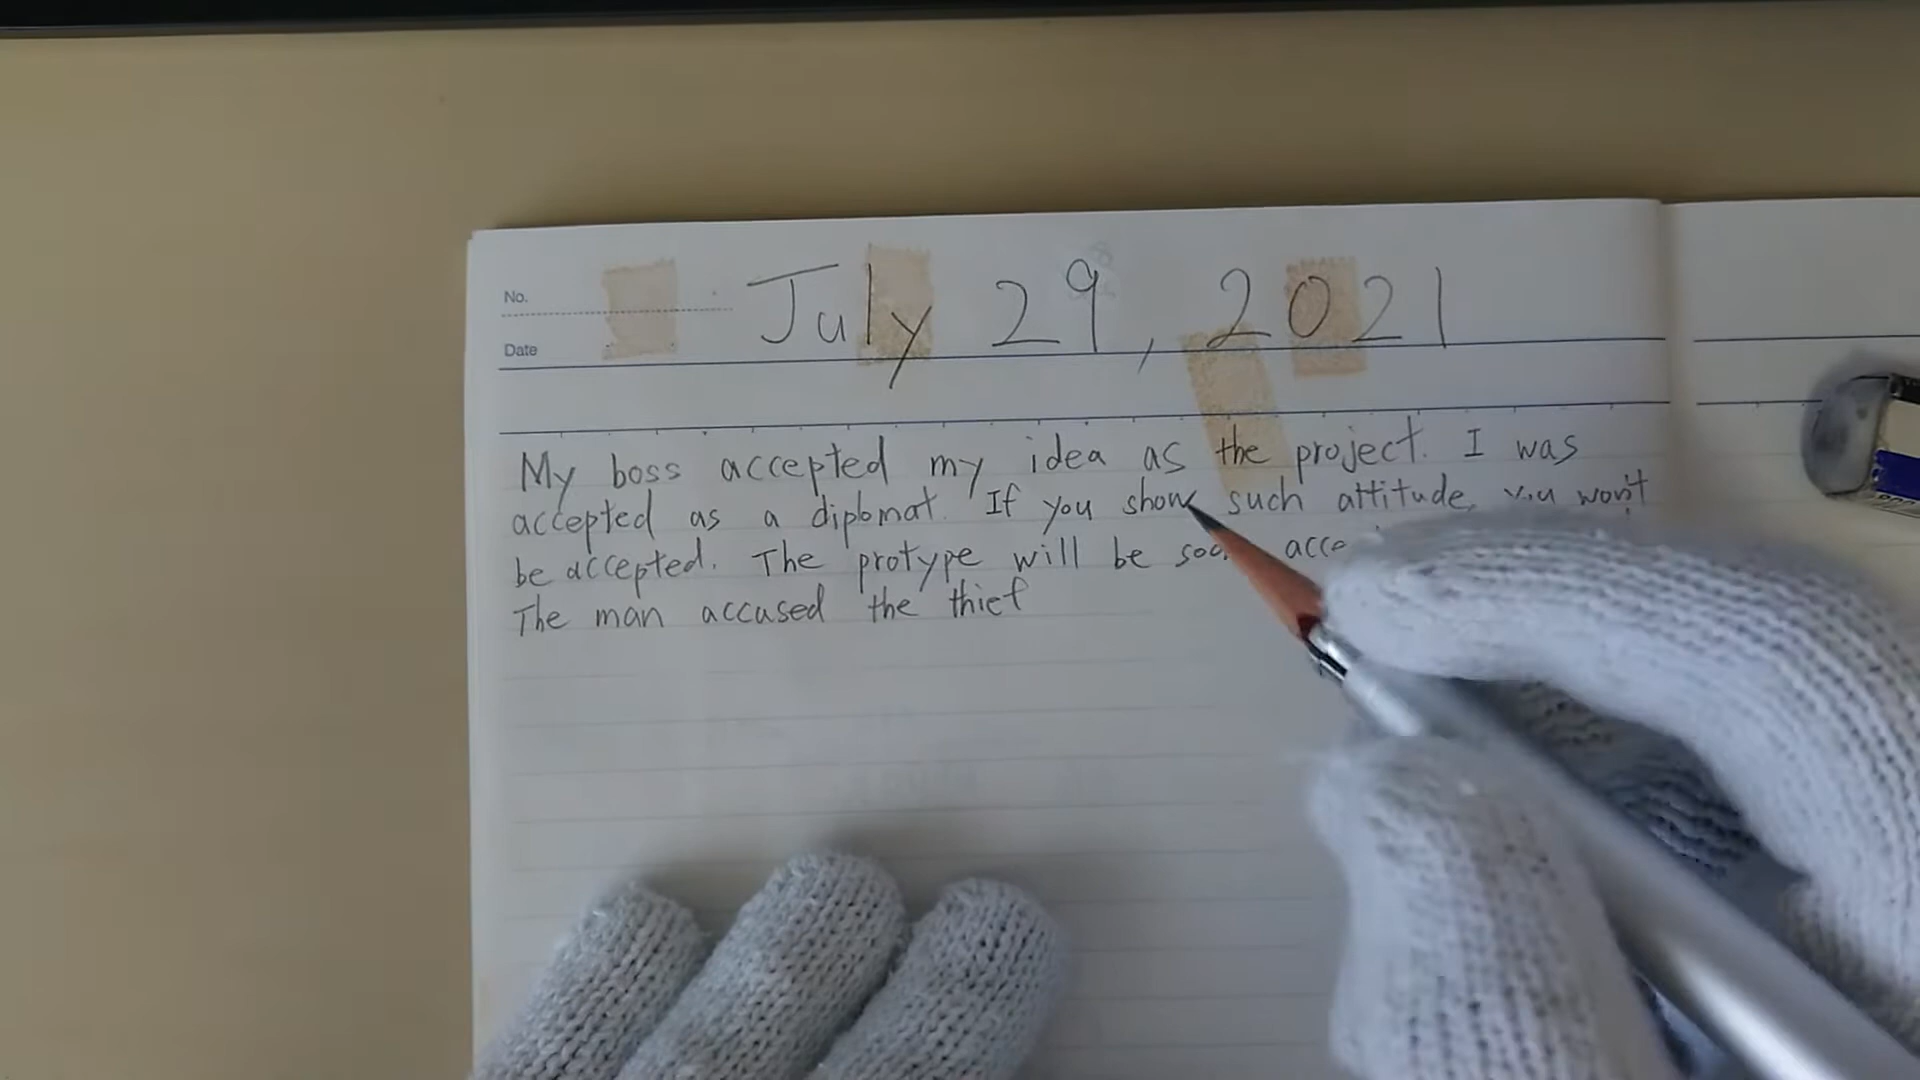 No.
July 29, 2021
Date
My boss accepted my idea as the project. I was
accepted as a diplomat. If you show such attitude, you won't
be accepted. The protype will be
The man accused the thief